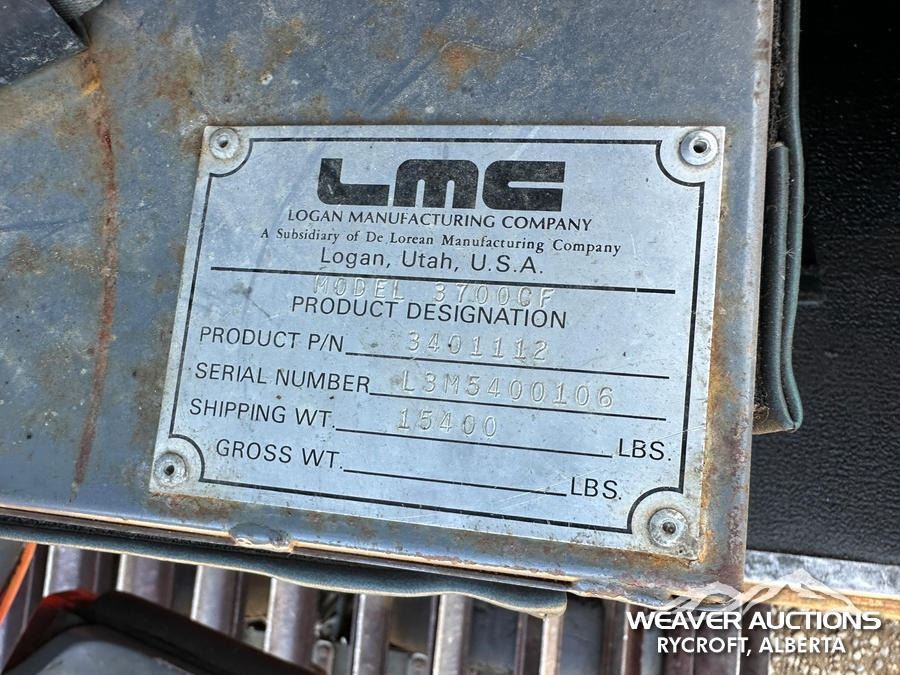 LMC
LOGAN MANUFACTURING COMPANY
A Subsidiary of De Lorean Manufacturing Company
Logan, Utah, U.S.A.
MODEL 3700CF
PRODUCT DESIGNATION
PRODUCT P/N 3401112
SERIAL NUMBER L3M5400106
SHIPPING WT. 15400 LBS.
GROSS WT. LBS.
WEAVER AUCTIONS
RYCROFT, ALBERTA